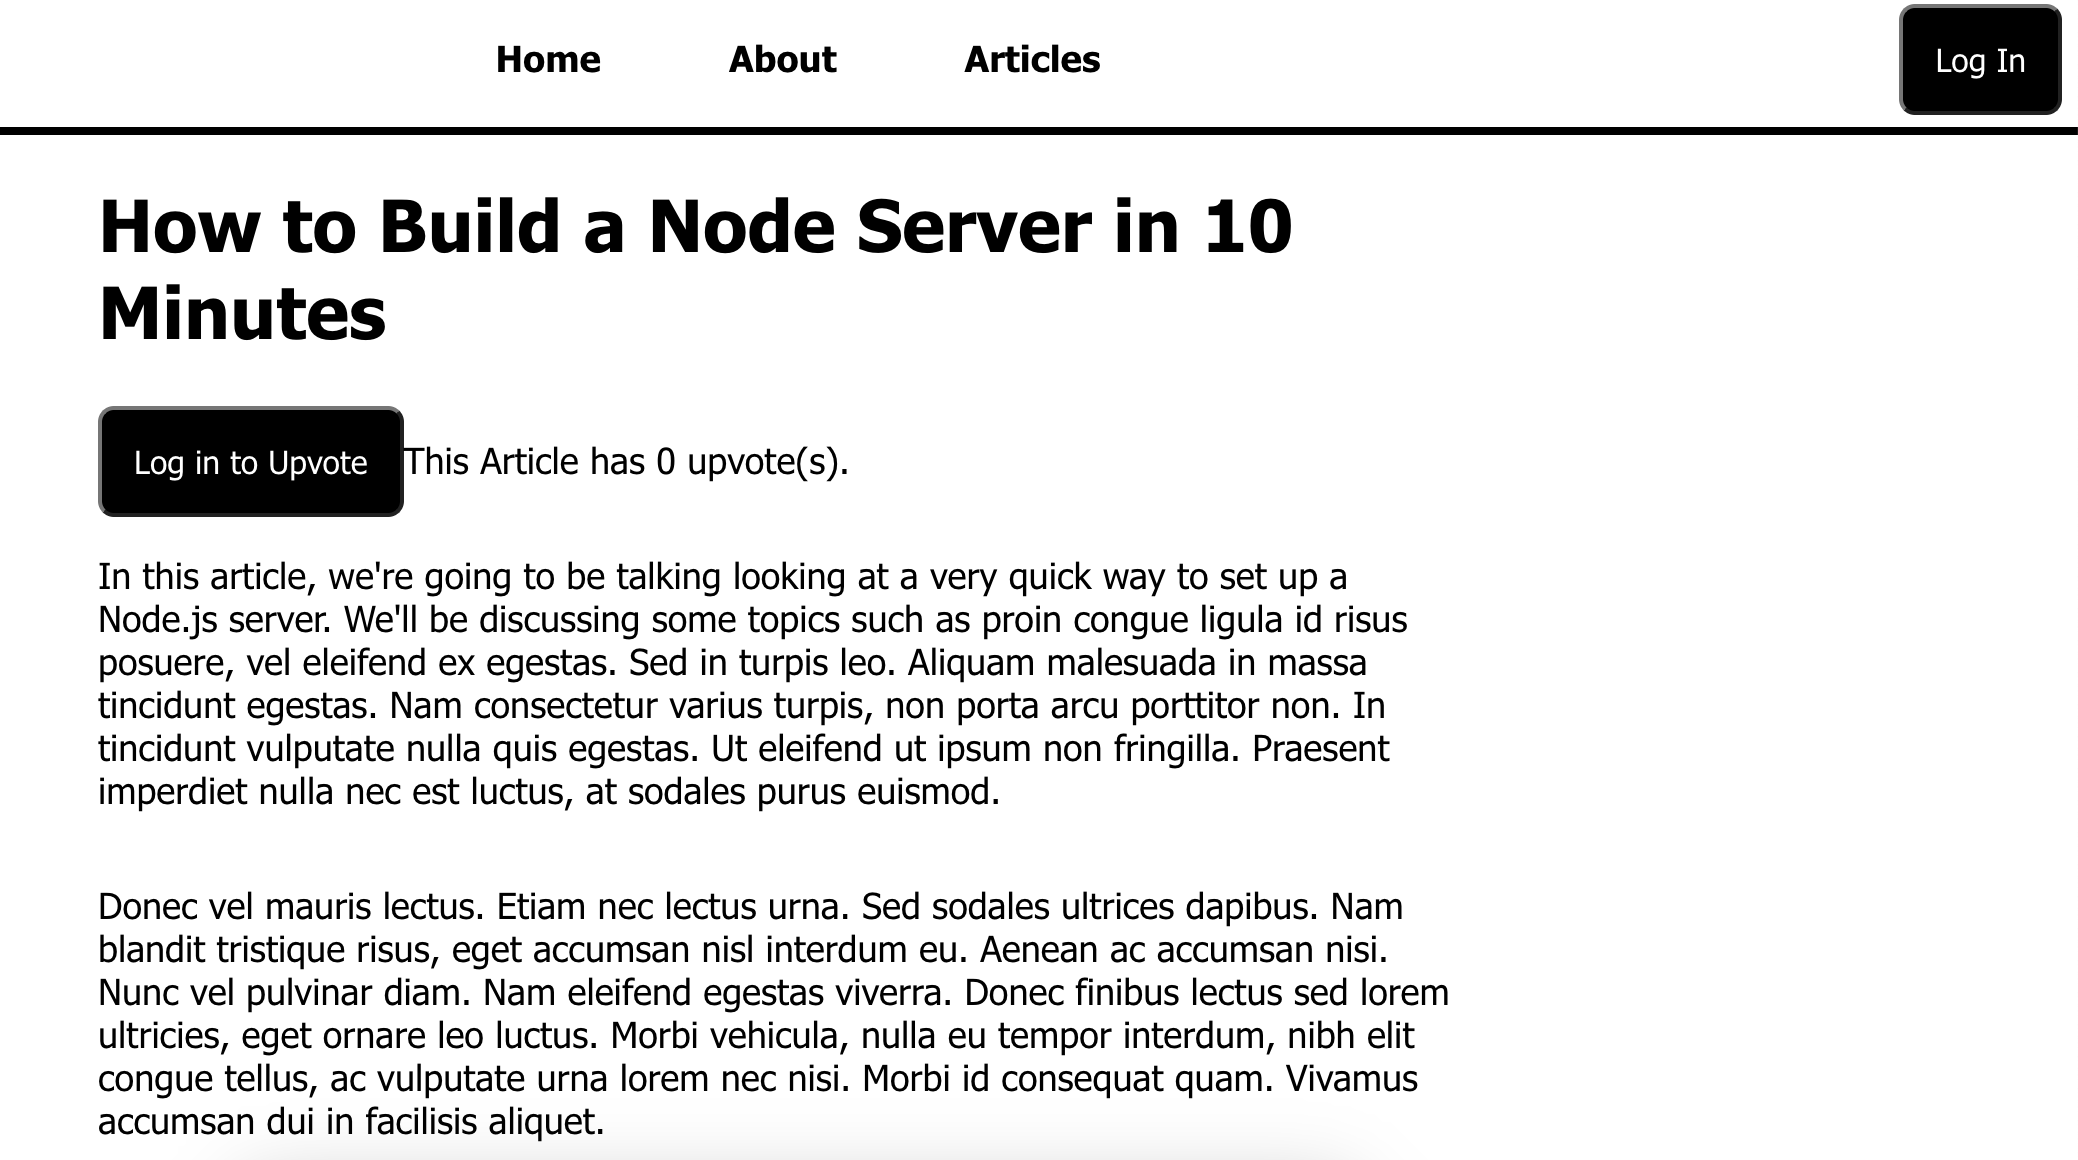 Home About Articles Log In
How to Build a Node Server in 10
Minutes
Log in to Upvote This Article has 0 upvote(s).
In this article, we're going to be talking looking at a very quick way to set up a
Node.js server. We'll be discussing some topics such as proin congue ligula id risus
posuere, vel eleifend ex egestas. Sed in turpis leo. Aliquam malesuada in massa
tincidunt egestas. Nam consectetur varius turpis, non porta arcu porttitor non. In
tincidunt vulputate nulla quis egestas. Ut eleifend ut ipsum non fringilla. Praesent
imperdiet nulla nec est luctus, at sodales purus euismod.
Donec vel mauris lectus. Etiam nec lectus urna. Sed sodales ultrices dapibus. Nam
blandit tristique risus, eget accumsan nisl interdum eu. Aenean ac accumsan nisi.
Nunc vel pulvinar diam. Nam eleifend egestas viverra. Donec finibus lectus sed lorem
ultricies, eget ornare leo luctus. Morbi vehicula, nulla eu tempor interdum, nibh elit
congue tellus, ac vulputate urna lorem nec nisi. Morbi id consequat quam. Vivamus
accumsan dui in facilisis aliquet.